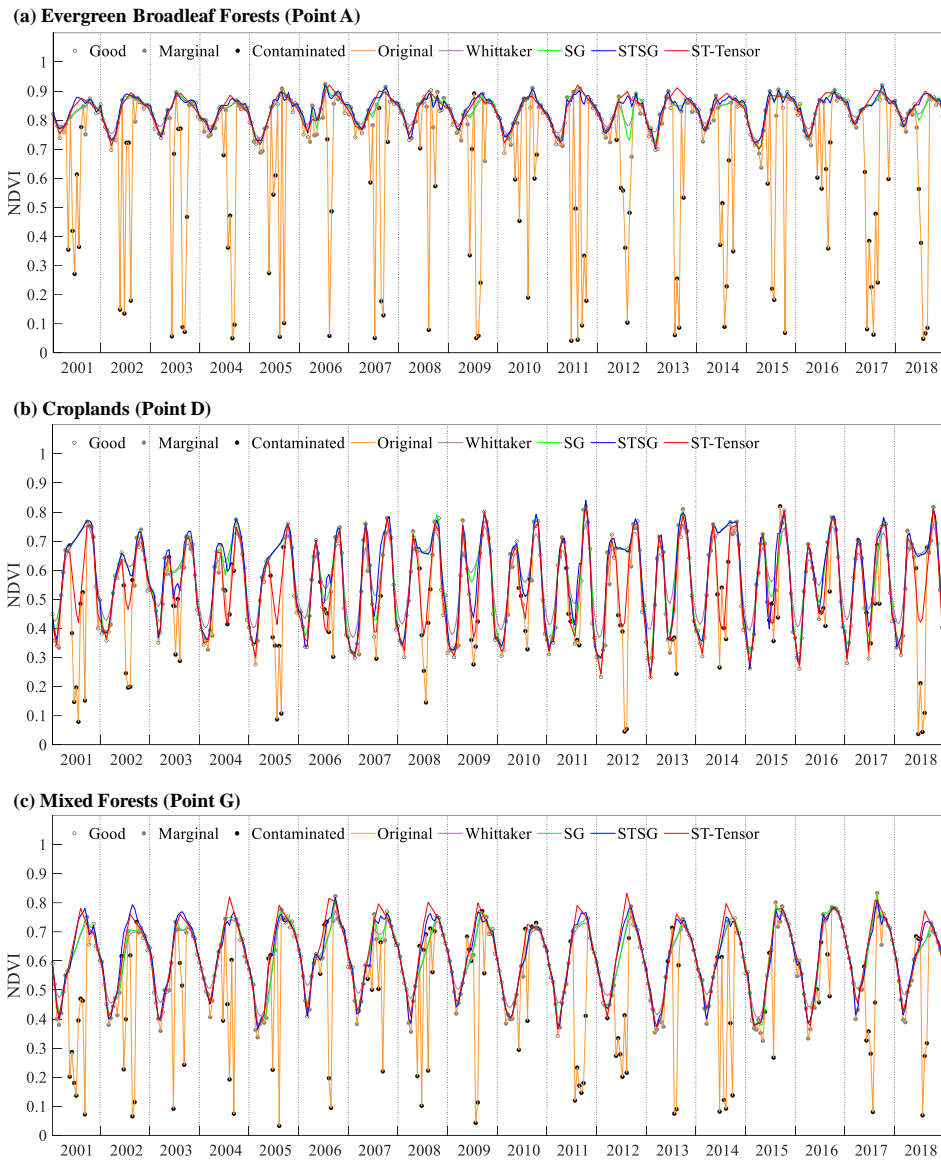 (a) Evergreen Broadleaf Forests (Point A)
Good Marginal Contaminated Original Whittaker SG STSG ST-Tensor
1
0.9
0.8
0.7
0.6
0.5
0.4
0.3
0.2
0.1
0
NDVI
2001 2002 2003 2004 2005 2006 2007 2008 2009 2010 2011 2012 2013 2014 2015 2016 2017 2018
(b) Croplands (Point D)
Good Marginal Contaminated Original Whittaker SG STSG ST-Tensor
1
0.9
0.8
0.7
0.6
0.5
0.4
0.3
0.2
0.1
0
NDVI
2001 2002 2003 2004 2005 2006 2007 2008 2009 2010 2011 2012 2013 2014 2015 2016 2017 2018
(c) Mixed Forests (Point G)
Good Marginal Contaminated Original Whittaker SG STSG ST-Tensor
1
0.9
0.8
0.7
0.6
0.5
0.4
0.3
0.2
0.1
0
NDVI
2001 2002 2003 2004 2005 2006 2007 2008 2009 2010 2011 2012 2013 2014 2015 2016 2017 2018